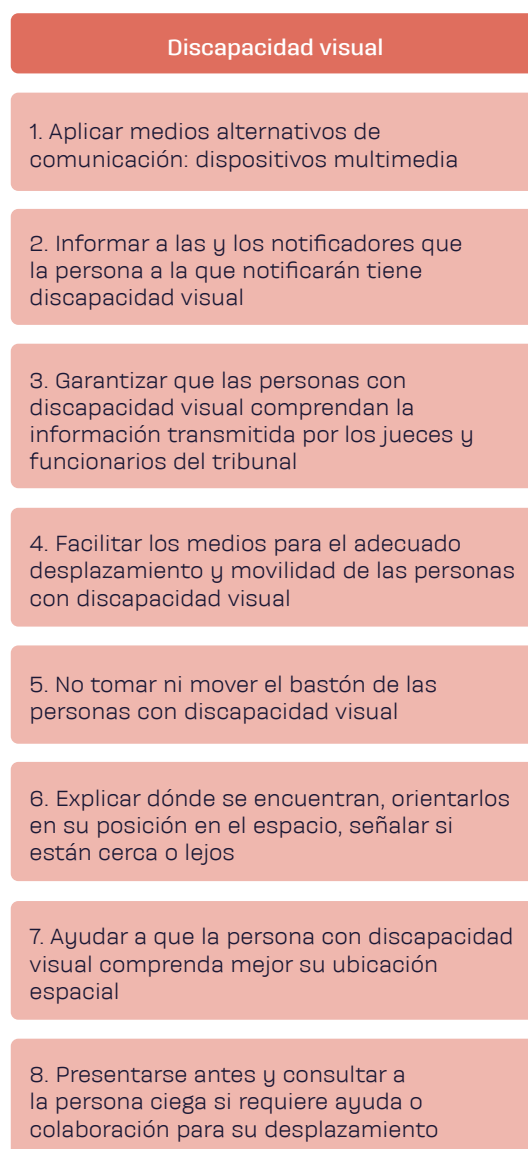 Discapacidad visual
1. Aplicar medios alternativos de
comunicación: dispositivos multimedia
2. Informar a las y los notificadores que
la persona a la que notificarán tiene
discapacidad visual
3. Garantizar que las personas con
discapacidad visual comprendan la
información transmitida por los jueces y
funcionarios del tribunal
4. Facilitar los medios para el adecuado
desplazamiento y movilidad de las personas
con discapacidad visual
5. No tomar ni mover el bastón de las
personas con discapacidad visual
6. Explicar dónde se encuentran, orientarlos
en su posición en el espacio, señalar si
están cerca o lejos
7. Ayudar a que la persona con discapacidad
visual comprenda mejor su ubicación
espacial
8. Presentarse antes y consultar a
la persona ciega si requiere ayuda o
colaboración para su desplazamiento